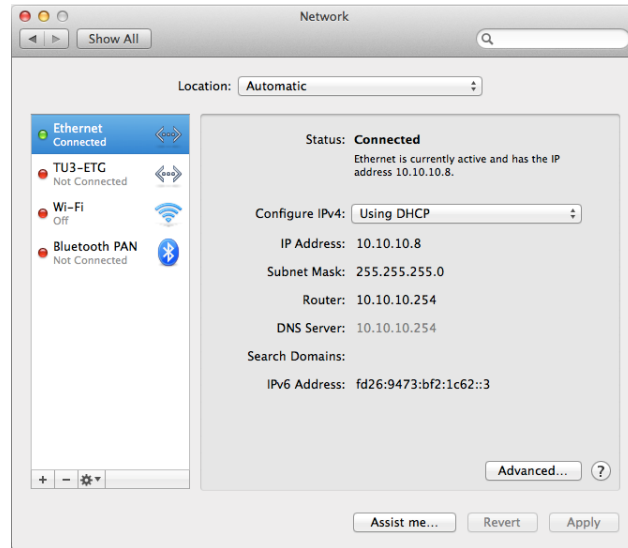 Network
Show All
Location: Automatic
Ethernet
Connected
TU3-ETG
Not Connected
Wi-Fi
Off
Bluetooth PAN
Not Connected
Status: Connected
Ethernet is currently active and has the IP
address 10.10.10.8.
Configure IPv4: Using DHCP
IP Address: 10.10.10.8
Subnet Mask: 255.255.255.0
Router: 10.10.10.254
DNS Server: 10.10.10.254
Search Domains:
IPv6 Address: fd26:9473:bf2:1c62::3
Advanced... ?
+ −
Assist me... Revert Apply